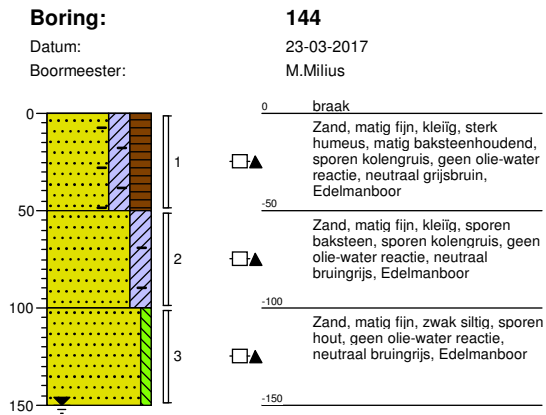 Boring: 144
Datum: 23-03-2017
Boormeester: M.Milius
0
50
100
150
1
2
3
0 braak
Zand, matig fijn, kleiïg, sterk
humeus, matig baksteenhoudend,
sporen kolengruis, geen olie-water
reactie, neutraal grijsbruin,
Edelmanboor
-50
Zand, matig fijn, kleiïg, sporen
baksteen, sporen kolengruis, geen
olie-water reactie, neutraal
bruingrijs, Edelmanboor
-100
Zand, matig fijn, zwak siltig, sporen
hout, geen olie-water reactie,
neutraal bruingrijs, Edelmanboor
-150